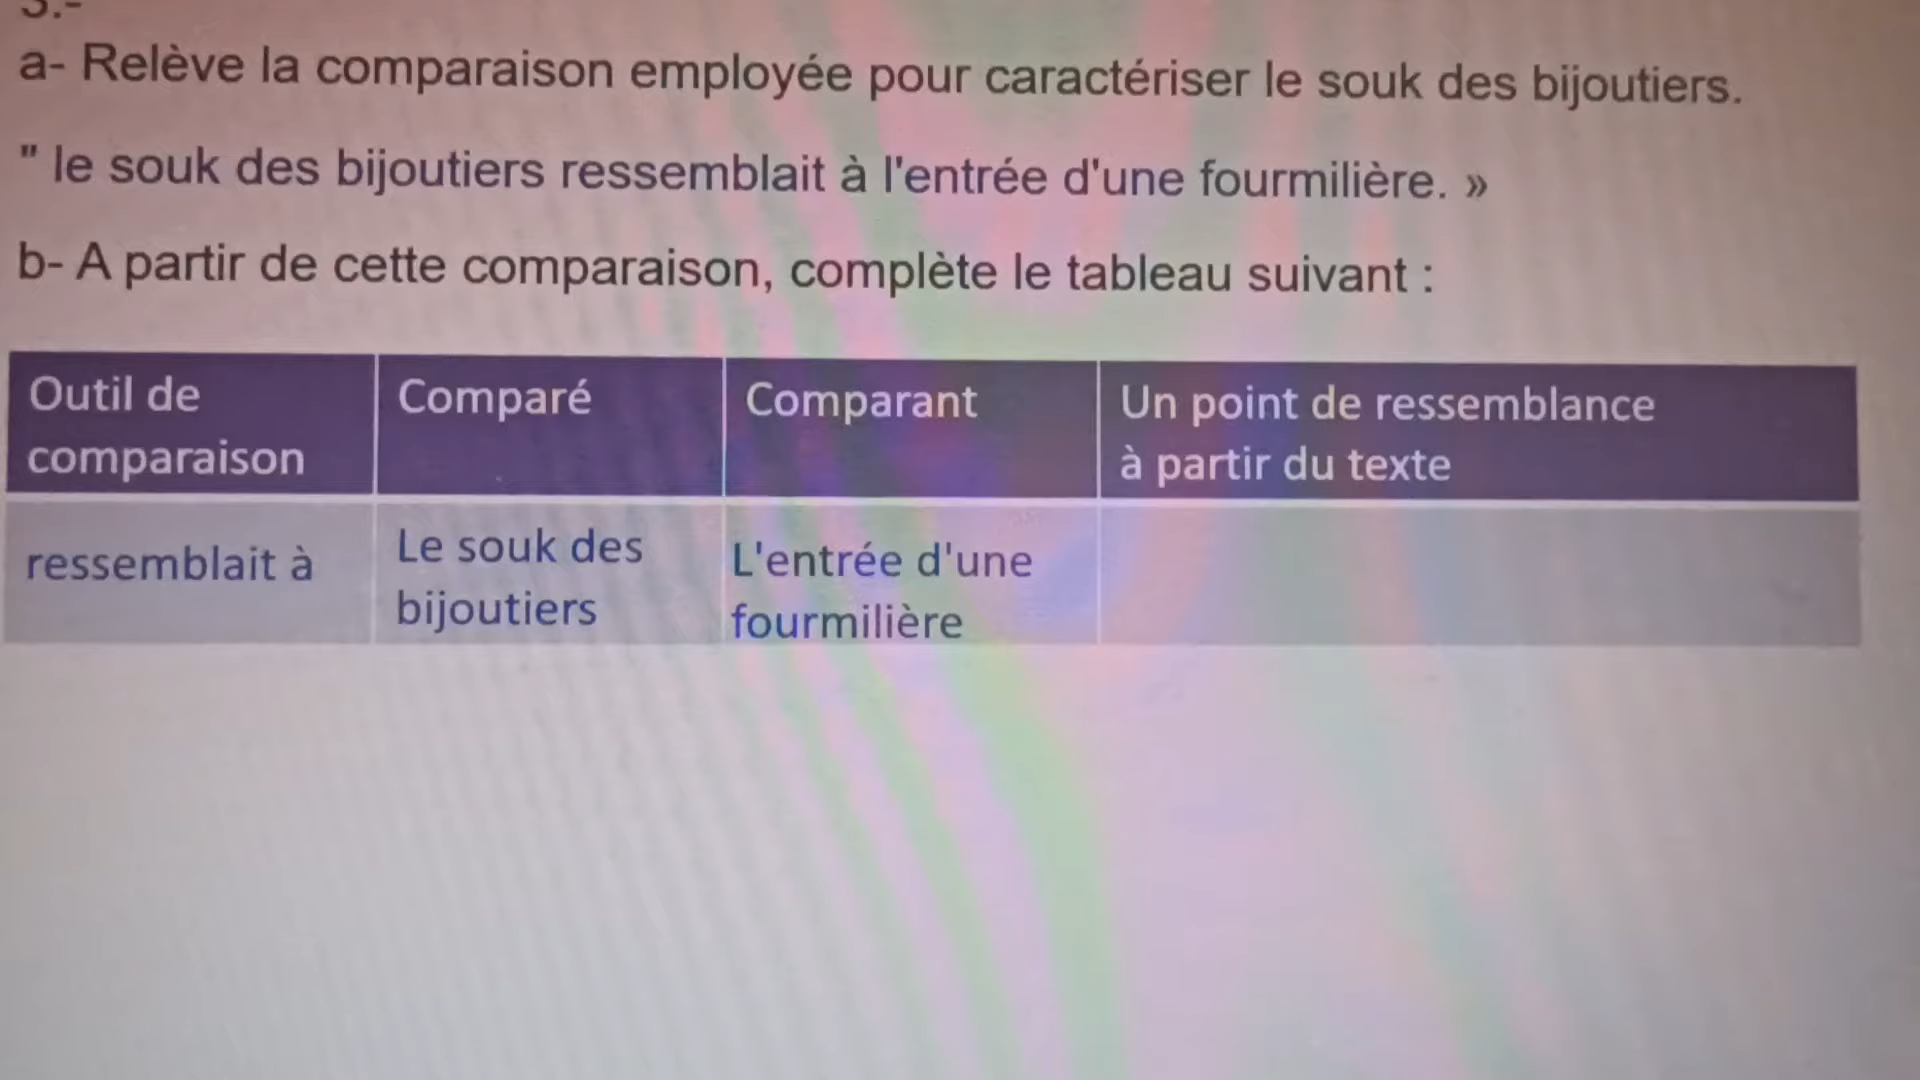 a- Relève la comparaison employée pour caractériser le souk des bijoutiers.
" le souk des bijoutiers ressemblait à l'entrée d'une fourmilière. »
b- A partir de cette comparaison, complète le tableau suivant :
Outil de comparaison
Comparé
Comparant
Un point de ressemblance
à partir du texte
ressemblait à
Le souk des
bijoutiers
L'entrée d'une
fourmilière